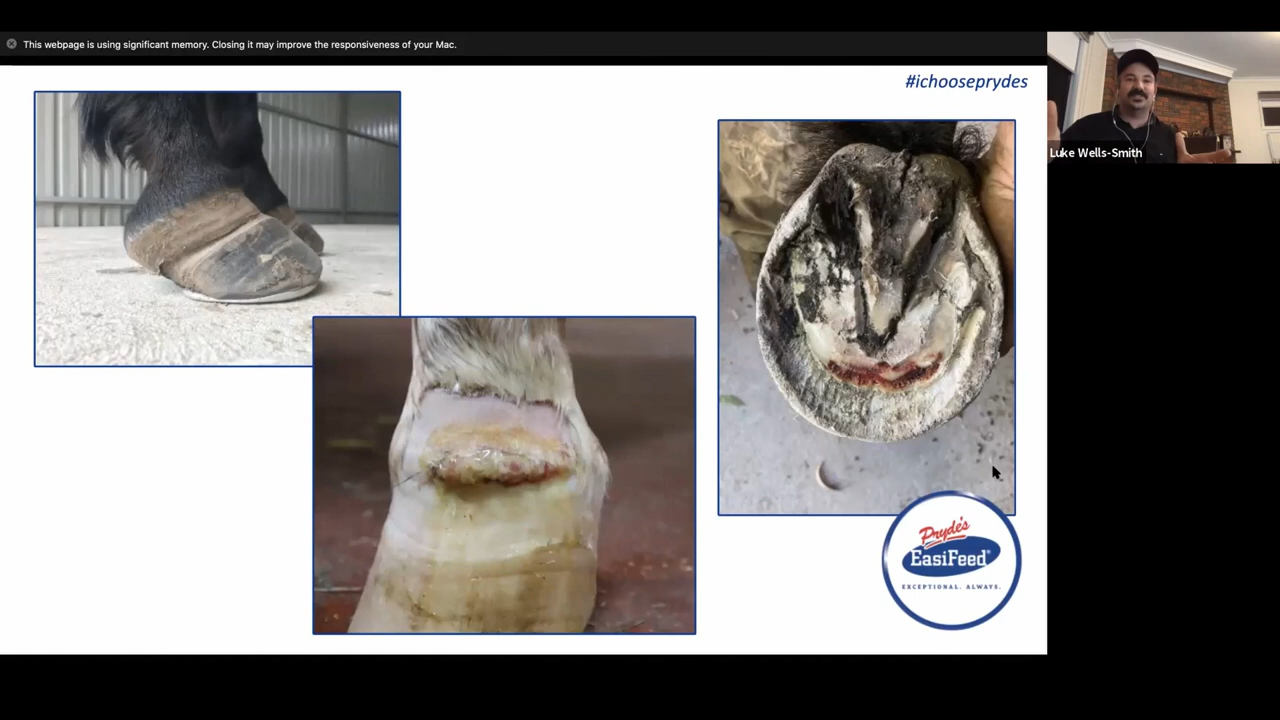 This webpage is using significant memory. Closing it may improve the responsiveness of your Mac.
#ichooseprydes
Luke Wells-Smith
Pryde's
EasiFeed®
EXCEPTIONAL. ALWAYS.